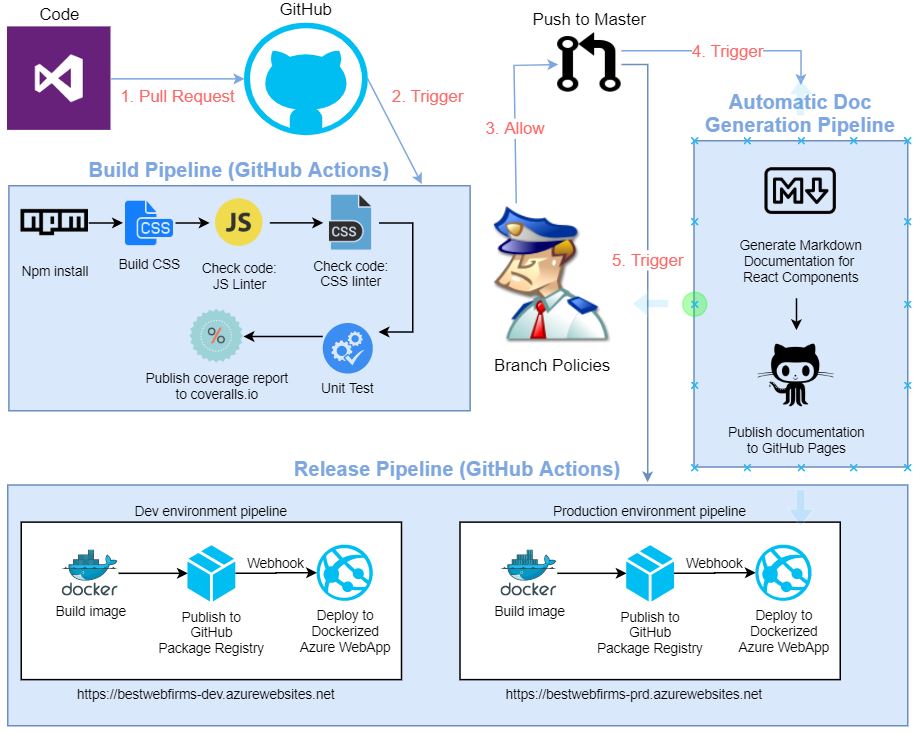 Code
GitHub
Push to Master
1. Pull Request
2. Trigger
3. Allow
4. Trigger
5. Trigger
Build Pipeline (GitHub Actions)
npm
Npm install
CSS
Build CSS
JS
Check code:
JS Linter
CSS
Check code:
CSS linter
Unit Test
%
Publish coverage report
to coveralls.io
Branch Policies
Automatic Doc
Generation Pipeline
M
Generate Markdown
Documentation for
React Components
Publish documentation
to GitHub Pages
Release Pipeline (GitHub Actions)
Dev environment pipeline
docker
Build image
Publish to
GitHub
Package Registry
Webhook
Deploy to
Dockerized
Azure WebApp
https://bestwebfirms-dev.azurewebsites.net
Production environment pipeline
docker
Build image
Publish to
GitHub
Package Registry
Webhook
Deploy to
Dockerized
Azure WebApp
https://bestwebfirms-prd.azurewebsites.net